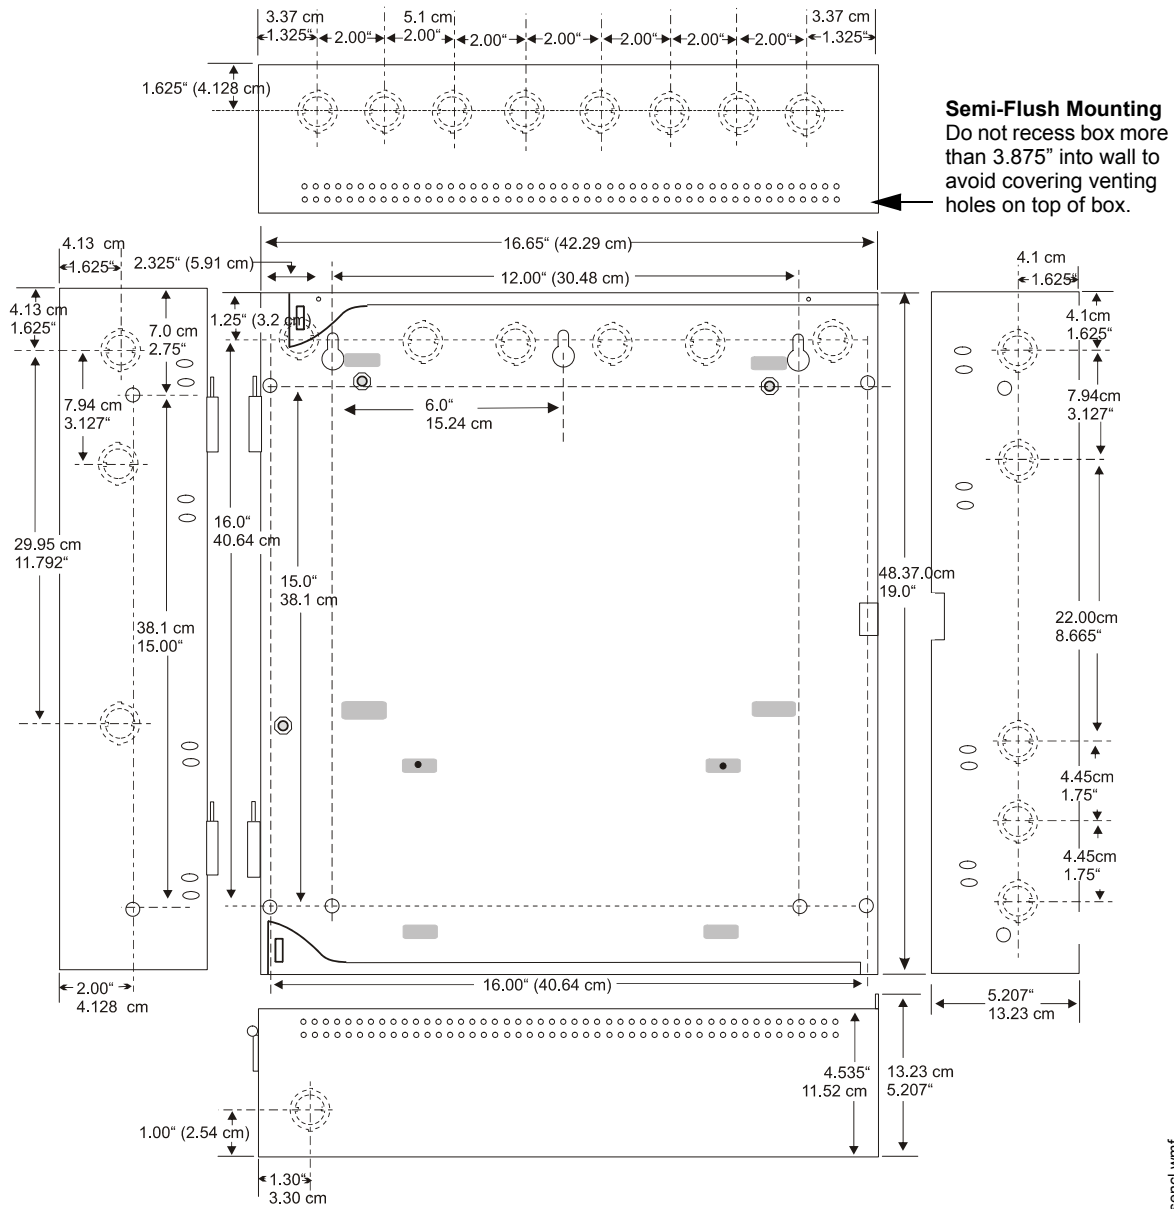 3.37 cm
1.325“
2.00“
5.1 cm
2.00“
2.00“
2.00“
2.00“
2.00“
2.00“
3.37 cm
1.325“
1.625“ (4.128 cm)
Semi-Flush Mounting
Do not recess box more
than 3.875” into wall to
avoid covering venting
holes on top of box.
4.13 cm
1.625“
2.325“ (5.91 cm)
16.65“ (42.29 cm)
12.00“ (30.48 cm)
4.1 cm
1.625“
4.13 cm
1.625“
7.0 cm
2.75“
1.25“ (3.2 cm)
4.1cm
1.625“
7.94 cm
3.127“
6.0“
15.24 cm
7.94cm
3.127“
29.95 cm
11.792“
16.0“
40.64 cm
15.0“
38.1 cm
48.37.0cm
19.0“
38.1 cm
15.00“
22.00cm
8.665“
4.45cm
1.75“
4.45cm
1.75“
2.00“
4.128 cm
16.00“ (40.64 cm)
5.207“
13.23 cm
4.535“
11.52 cm
13.23 cm
5.207“
1.00“ (2.54 cm)
1.30“
3.30 cm